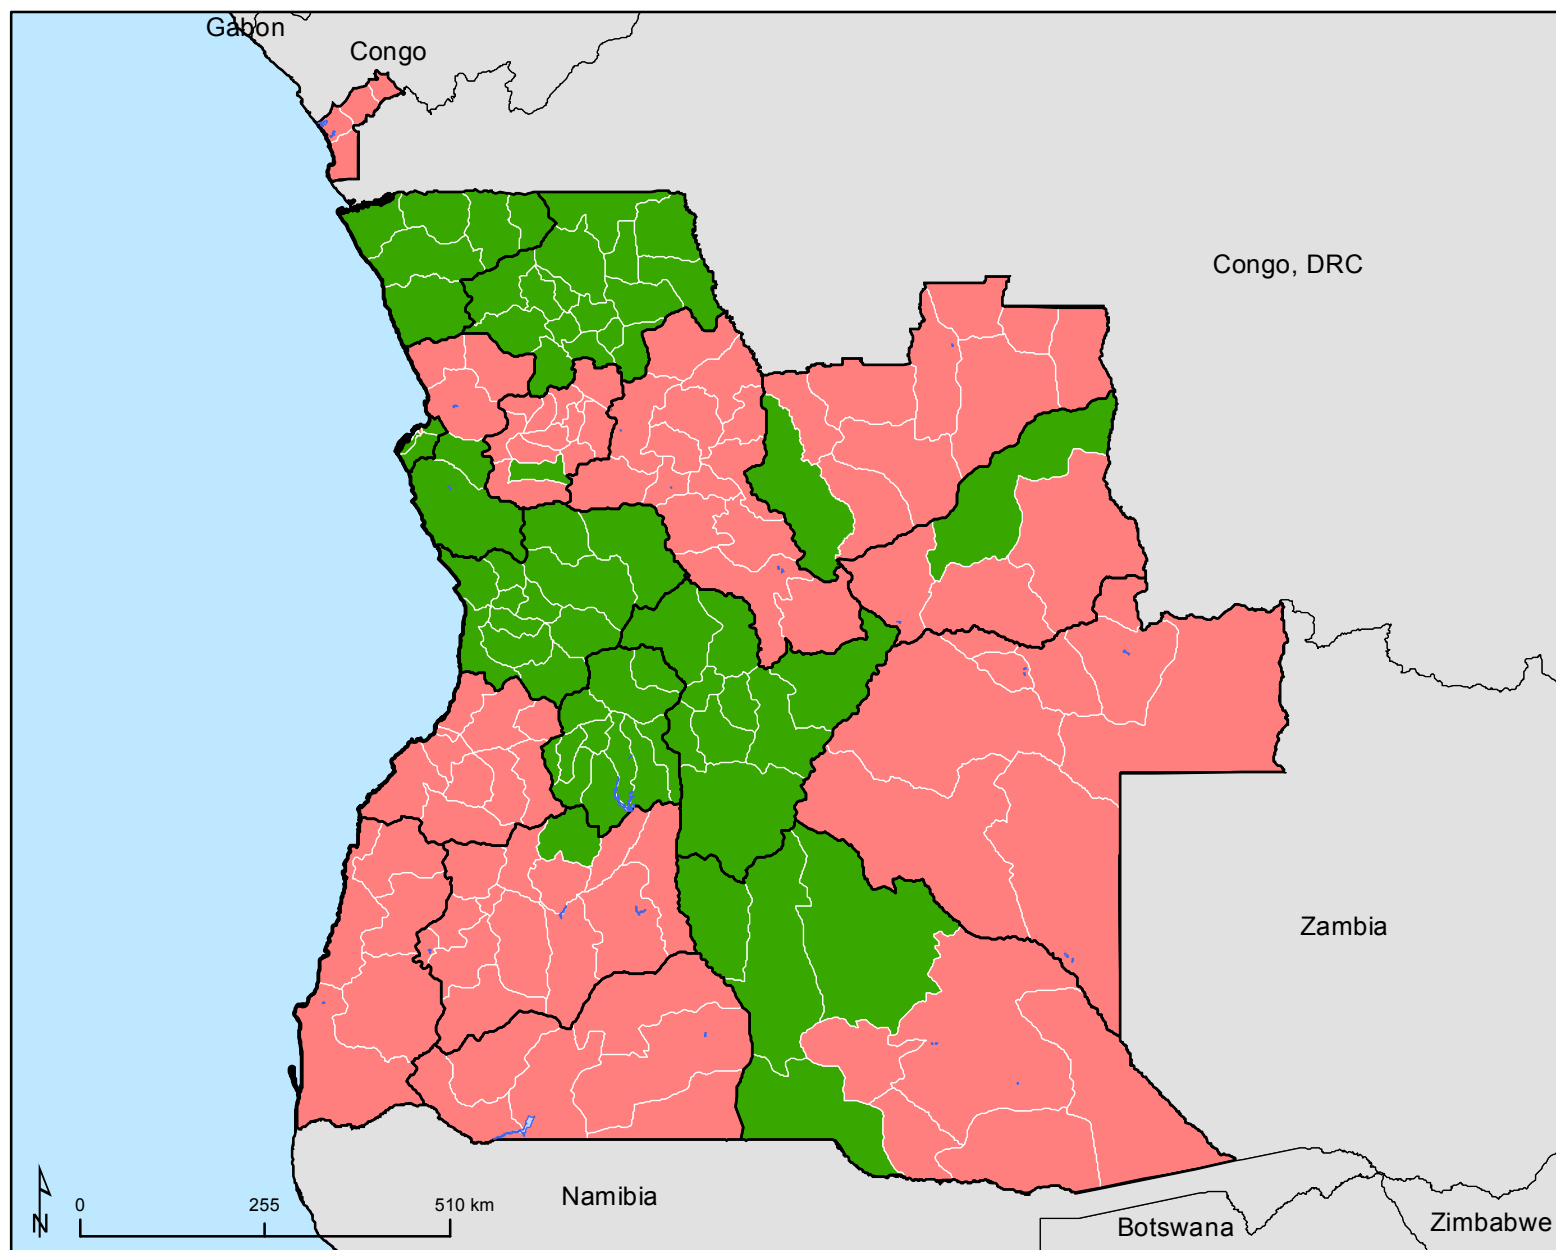 Gabon
Congo
Congo, DRC
Zambia
N
0 255 510 km
Namibia
Botswana
Zimbabwe